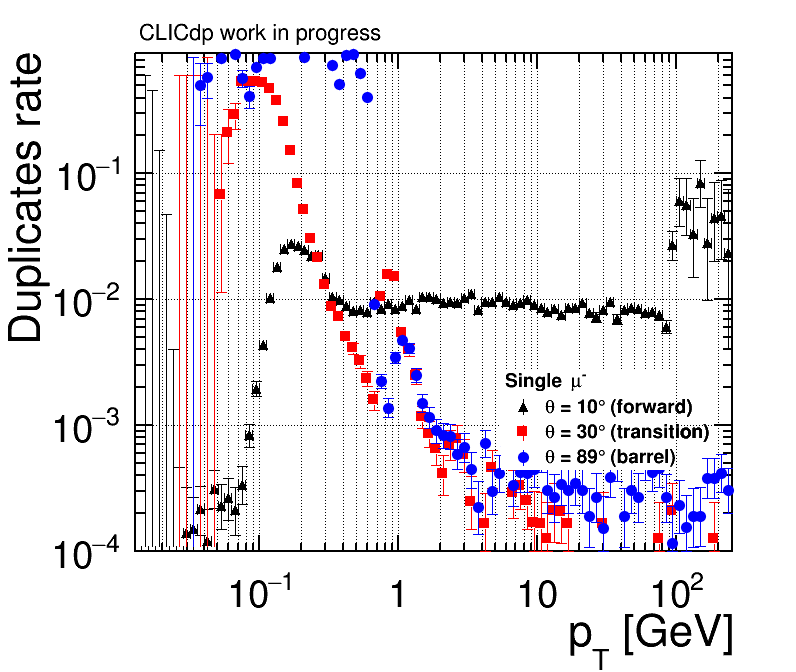 CLICdp work in progress
Duplicates rate
10⁻¹
10⁻²
10⁻³
10⁻⁴
Single μ⁻
θ = 10° (forward)
θ = 30° (transition)
θ = 89° (barrel)
10⁻¹ 1 10 10²
p_T [GeV]